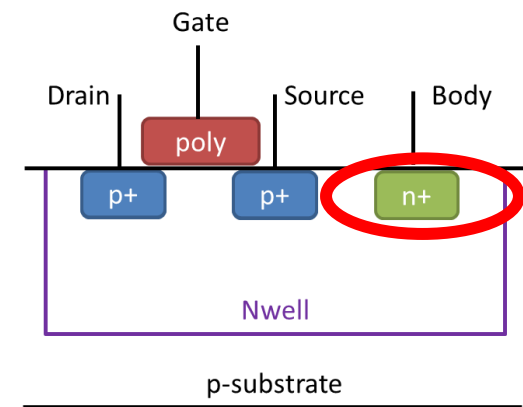 Gate
Drain
Source
Body
poly
p+
p+
n+
Nwell
p-substrate